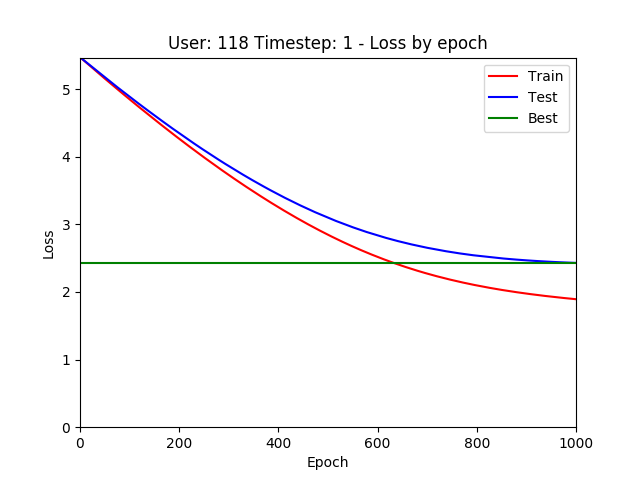 User: 118 Timestep: 1 - Loss by epoch
Train
Test
Best
Loss
5
4
3
2
1
0
0 200 400 600 800 1000
Epoch